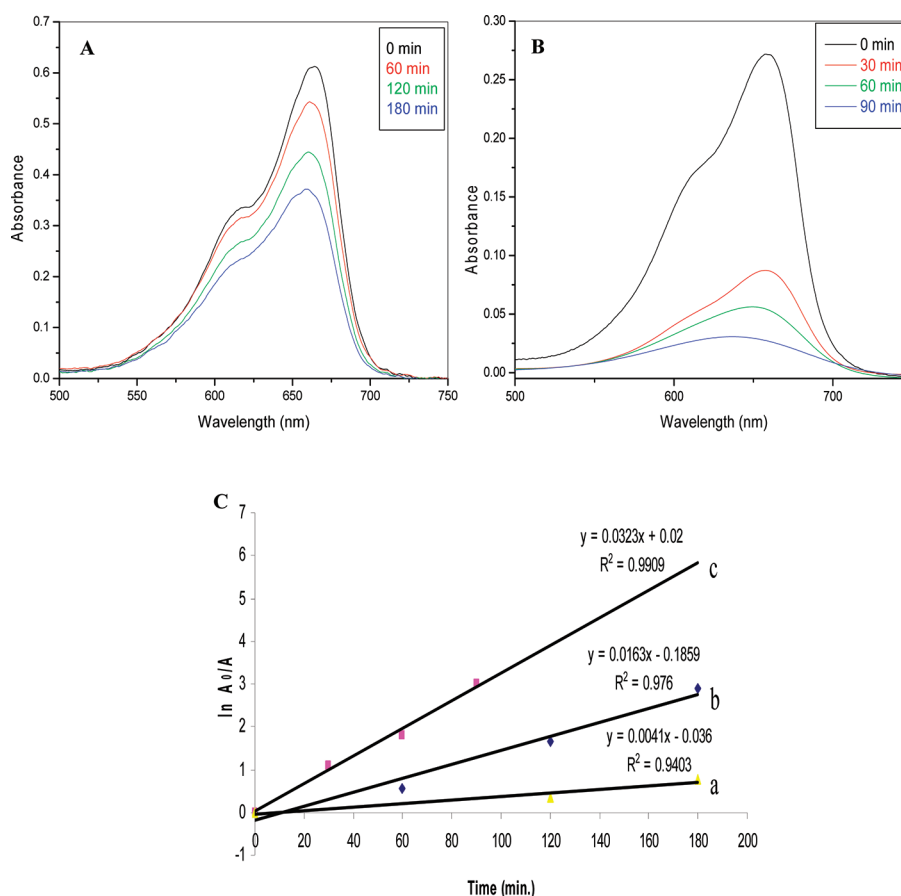 A
0 min
60 min
120 min
180 min
0.7
0.6
0.5
0.4
0.3
0.2
0.1
0.0
500
550
600
650
700
750
Absorbance
Wavelength (nm)
B
0 min
30 min
60 min
90 min
0.30
0.25
0.20
0.15
0.10
0.05
0.00
500
600
700
Absorbance
Wavelength (nm)
C
7
6
5
4
3
2
1
0
-1
0
20
40
60
80
100
120
140
160
180
200
ln A0/A
Time (min.)
y = 0.0323x + 0.02
R² = 0.9909
c
y = 0.0163x - 0.1859
R² = 0.976
b
y = 0.0041x - 0.036
R² = 0.9403
a